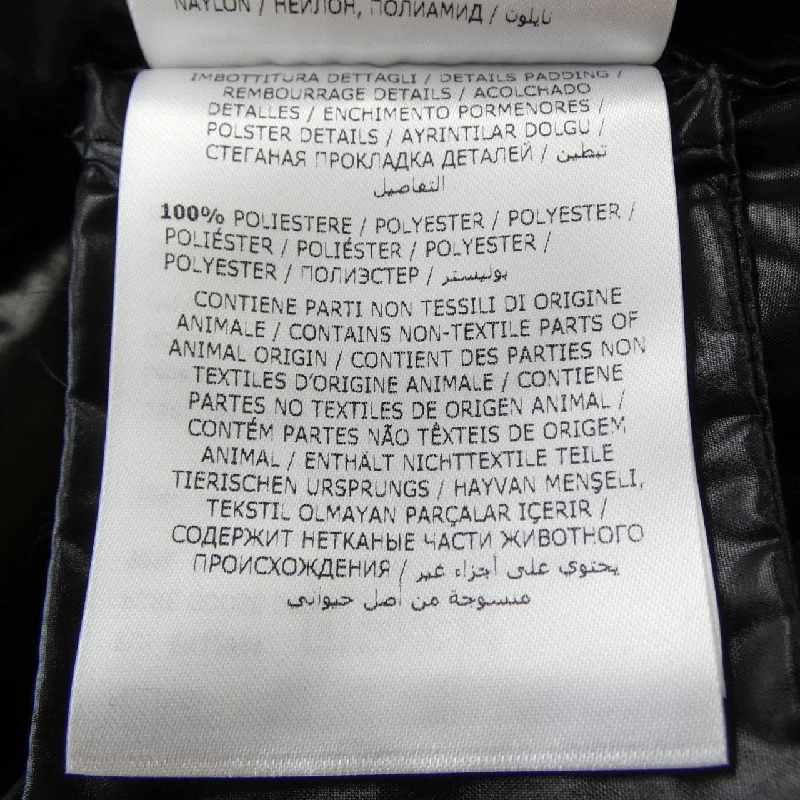 NAYLON / НЕЙЛОН, ПОЛИАМИД / نايلون
IMBOTTITURA DETTAGLI / DETAILS PADDING /
REMBOURRAGE DETAILS / ACOLCHADO
DETALLES / ENCHIMENTO PORMENORES /
POLSTER DETAILS / AYRINTILAR DOLGU /
СТЕГАНАЯ ПРОКЛАДКА ДЕТАЛЕЙ / تبطين
التفاصيل
100% POLIESTERE / POLYESTER / POLYESTER /
POLIÉSTER / POLIÉSTER / POLYESTER /
POLYESTER / ПОЛИЭСТЕР / بوليستر
CONTIENE PARTI NON TESSILI DI ORIGINE
ANIMALE / CONTAINS NON-TEXTILE PARTS OF
ANIMAL ORIGIN / CONTIENT DES PARTIES NON
TEXTILES D'ORIGINE ANIMALE / CONTIENE
PARTES NO TEXTILES DE ORIGEN ANIMAL /
CONTÉM PARTES NÃO TÊXTEIS DE ORIGEM
ANIMAL / ENTHÄLT NICHTTEXTILE TEILE
TIERISCHEN URSPRUNGS / HAYVAN MENŞELİ,
TEKSTIL OLMAYAN PARÇALAR IÇERIR /
СОДЕРЖИТ НЕТКАНЫЕ ЧАСТИ ЖИВОТНОГО
ПРОИСХОЖДЕНИЯ / يحتوي على أجزاء غير
منسوجة من أصل حيواني